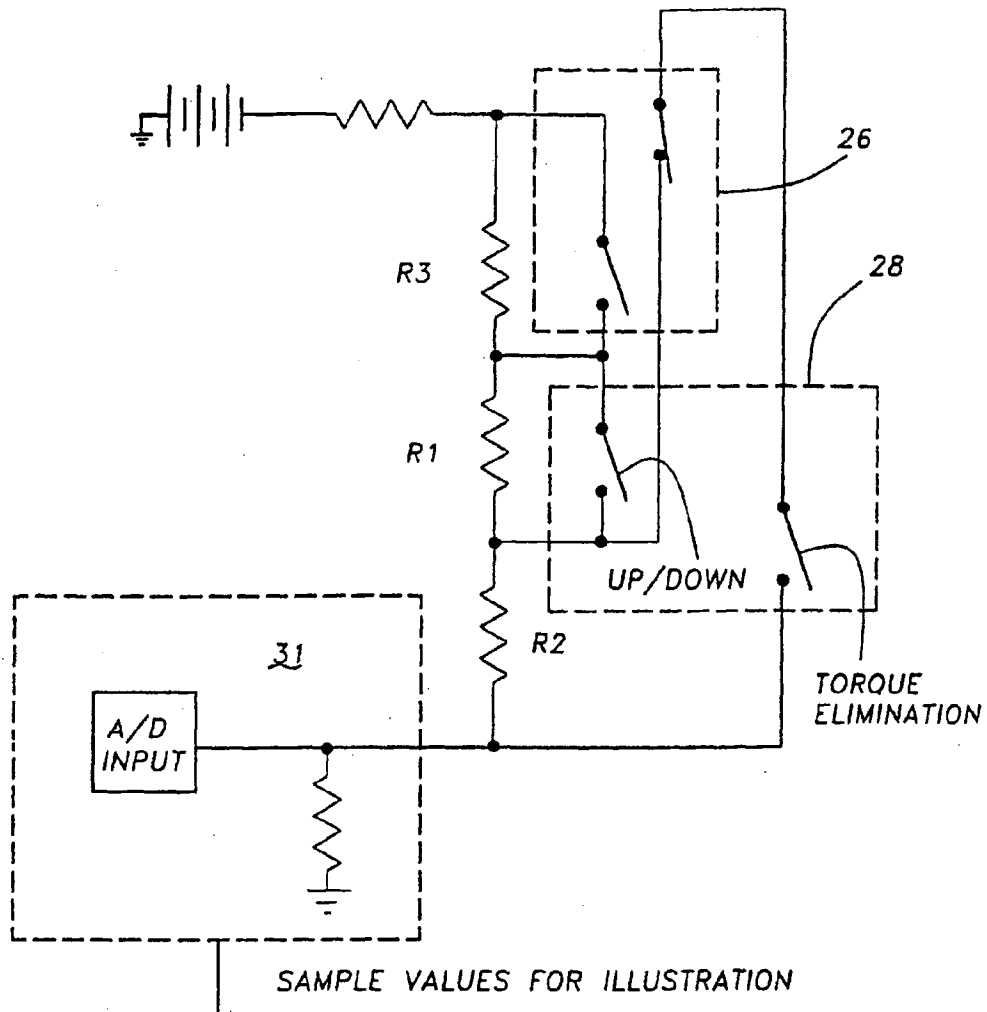 26
R3
28
R1
UP/DOWN
R2
31
TORQUE
ELIMINATION
A/D
INPUT
SAMPLE VALUES FOR ILLUSTRATION